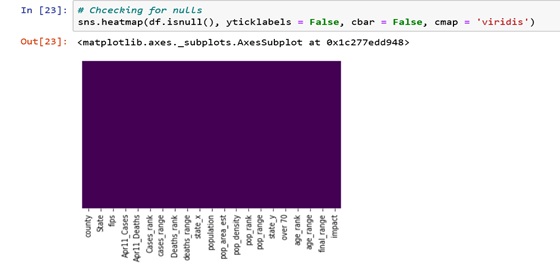 In [23]:
# Chcecking for nulls
sns.heatmap(df.isnull(), yticklabels = False, cbar = False, cmap = 'viridis')
Out[23]:
<matplotlib.axes._subplots.AxesSubplot at 0x1c277edd948>
county
State
fips
Apr11_Cases
Apr11_Deaths
Cases_rank
cases_range
Deaths_rank
deaths_range
state_x
population
pop_area_est
pop_density
pop_rank
pop_range
state_y
over 70
age_rank
age_range
final_range
impact